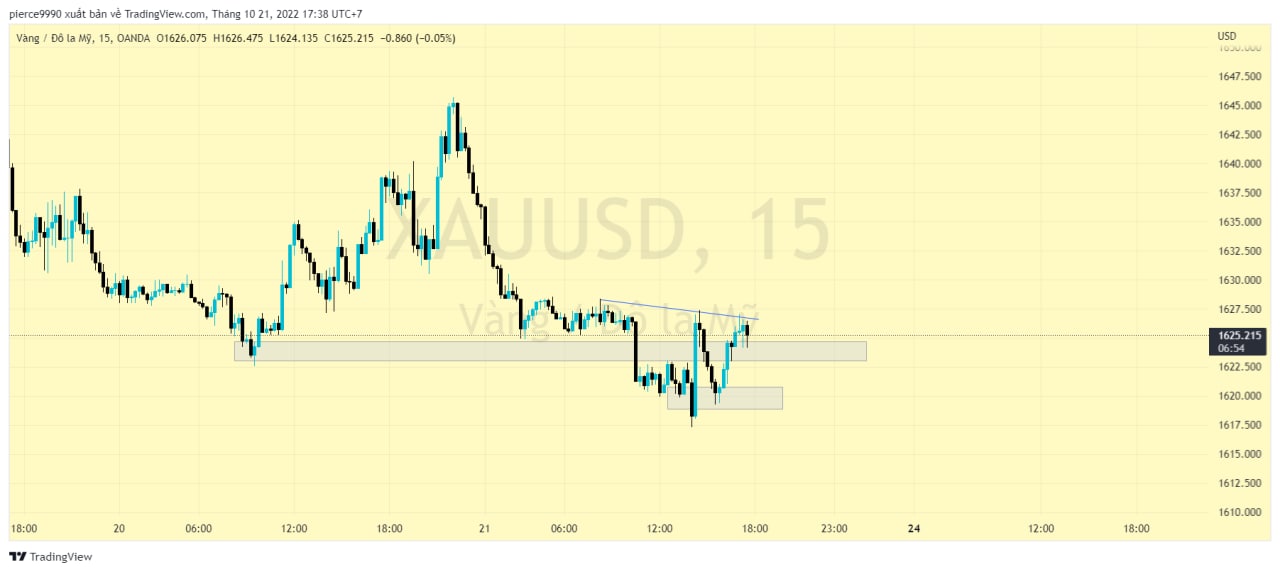 pierce9990 xuất bản về TradingView.com, Tháng 10 21, 2022 17:38 UTC+7
Vàng / Đô la Mỹ, 15, OANDA O1626.075 H1626.475 L1624.135 C1625.215 −0.860 (−0.05%)
USD
1650.000
1647.500
1645.000
1642.500
1640.000
1637.500
1635.000
1632.500
1630.000
1627.500
1625.215
06:54
1622.500
1620.000
1617.500
1615.000
1612.500
1610.000
XAUUSD, 15
Vàng / Đô la Mỹ
18:00 20 06:00 12:00 18:00 21 06:00 12:00 18:00 23:00 24 12:00 18:00
TradingView